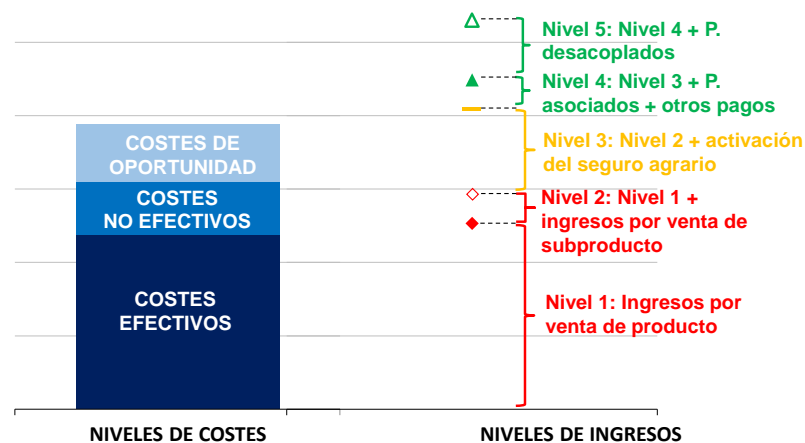 COSTES DE
OPORTUNIDAD
COSTES
NO EFECTIVOS
COSTES
EFECTIVOS
NIVELES DE COSTES
Nivel 5: Nivel 4 + P.
desacoplados
Nivel 4: Nivel 3 + P.
asociados + otros pagos
Nivel 3: Nivel 2 + activación
del seguro agrario
Nivel 2: Nivel 1 +
ingresos por venta de
subproducto
Nivel 1: Ingresos por
venta de producto
NIVELES DE INGRESOS